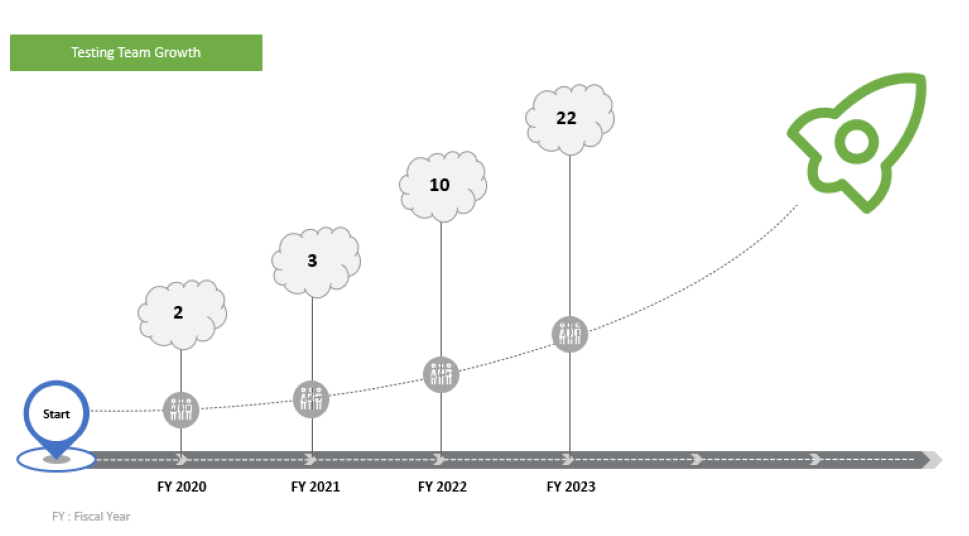 Testing Team Growth
22
10
3
2
Start
FY 2020
FY 2021
FY 2022
FY 2023
FY : Fiscal Year